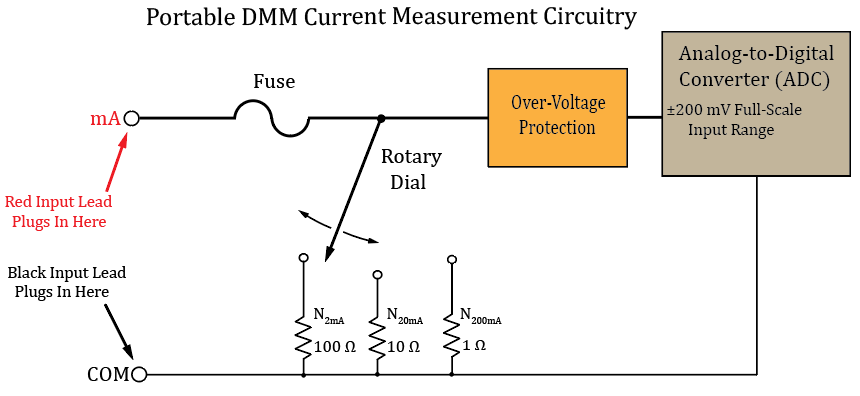 Portable DMM Current Measurement Circuitry
Analog-to-Digital
Converter (ADC)
±200 mV Full-Scale
Input Range
Fuse
Over-Voltage
Protection
mA
Rotary
Dial
Red Input Lead
Plugs In Here
Black Input Lead
Plugs In Here
N2mA
100 Ω
N20mA
10 Ω
N200mA
1 Ω
COM